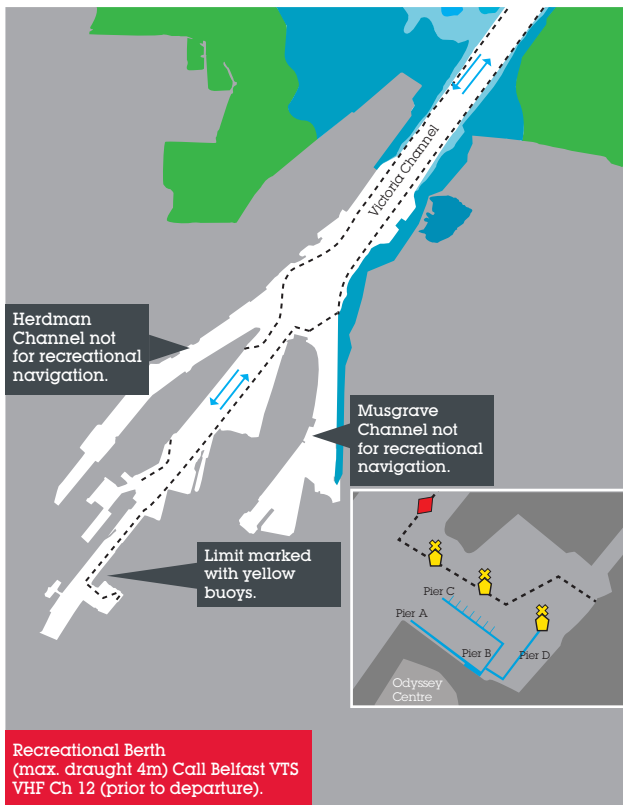 Victoria Channel
Herdman
Channel not
for recreational
navigation.
Musgrave
Channel not
for recreational
navigation.
Limit marked
with yellow
buoys.
Pier C
Pier A
Pier B
Pier D
Odyssey
Centre
Recreational Berth
(max. draught 4m) Call Belfast VTS
VHF Ch 12 (prior to departure).